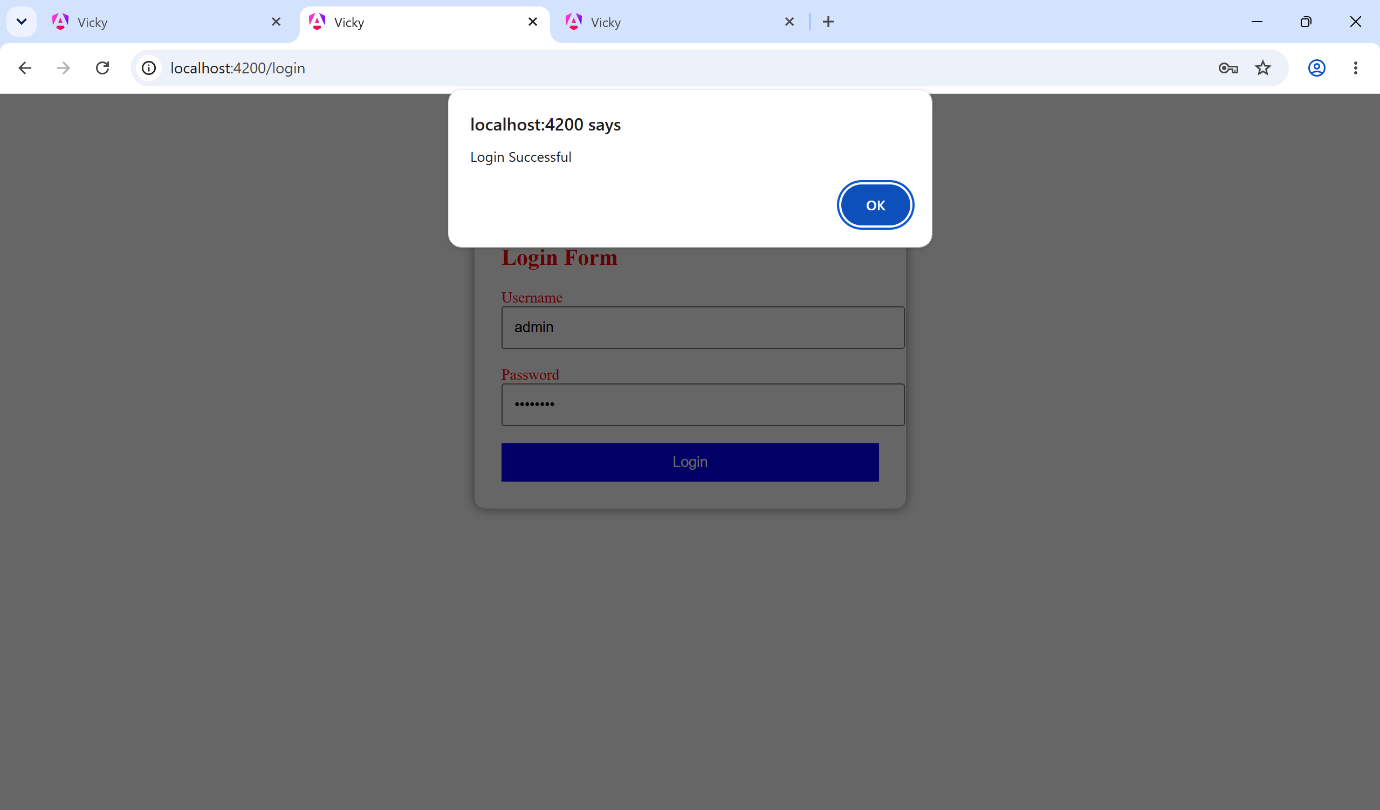 Vicky
Vicky
Vicky
localhost:4200/login
localhost:4200 says
Login Successful
OK
Login Form
Username
admin
Password
••••••••
Login